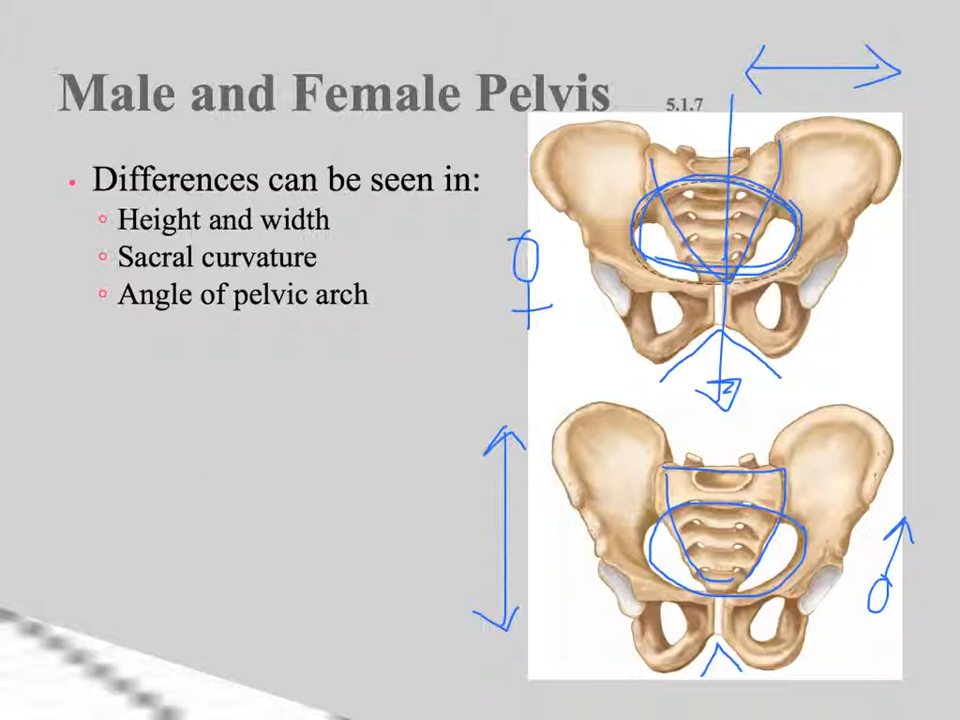 Male and Female Pelvis 5.1.7
Differences can be seen in:
Height and width
Sacral curvature
Angle of pelvic arch